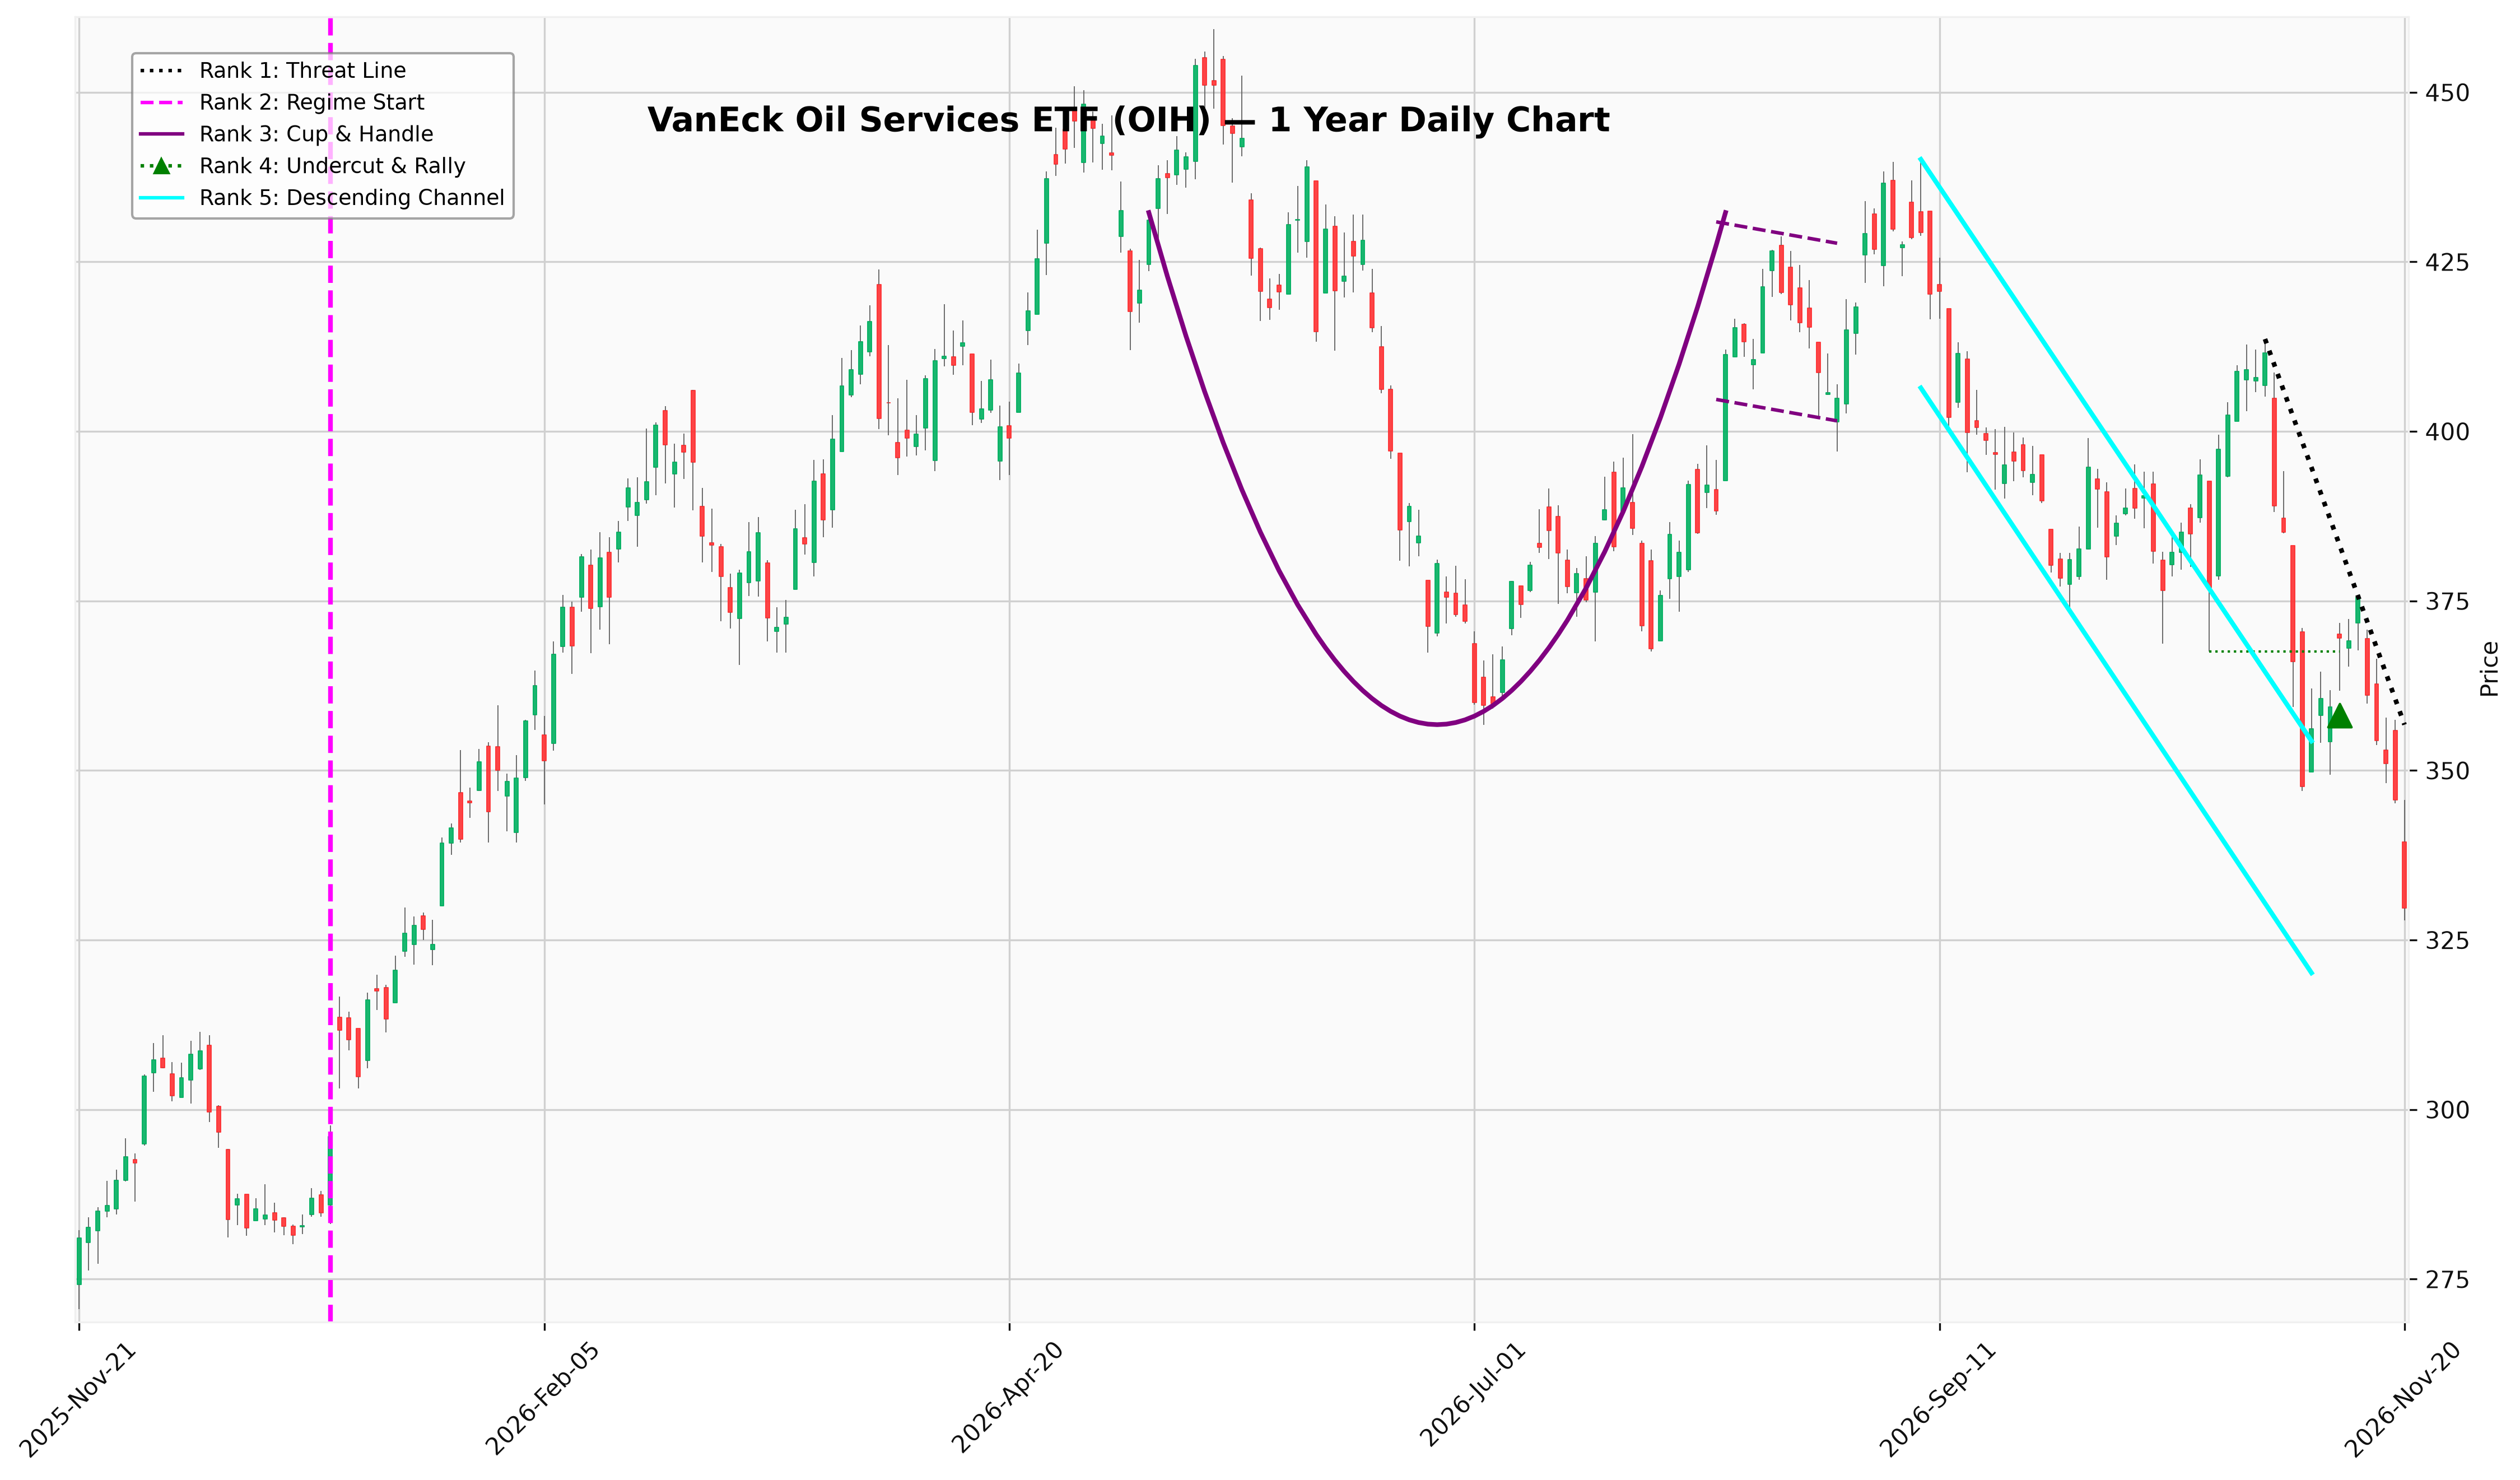 VanEck Oil Services ETF (OIH) — 1 Year Daily Chart
Rank 1: Threat Line
Rank 2: Regime Start
Rank 3: Cup & Handle
Rank 4: Undercut & Rally
Rank 5: Descending Channel
450
425
400
375
350
325
300
275
Price
2025-Nov-21
2026-Feb-05
2026-Apr-20
2026-Jul-01
2026-Sep-11
2026-Nov-20